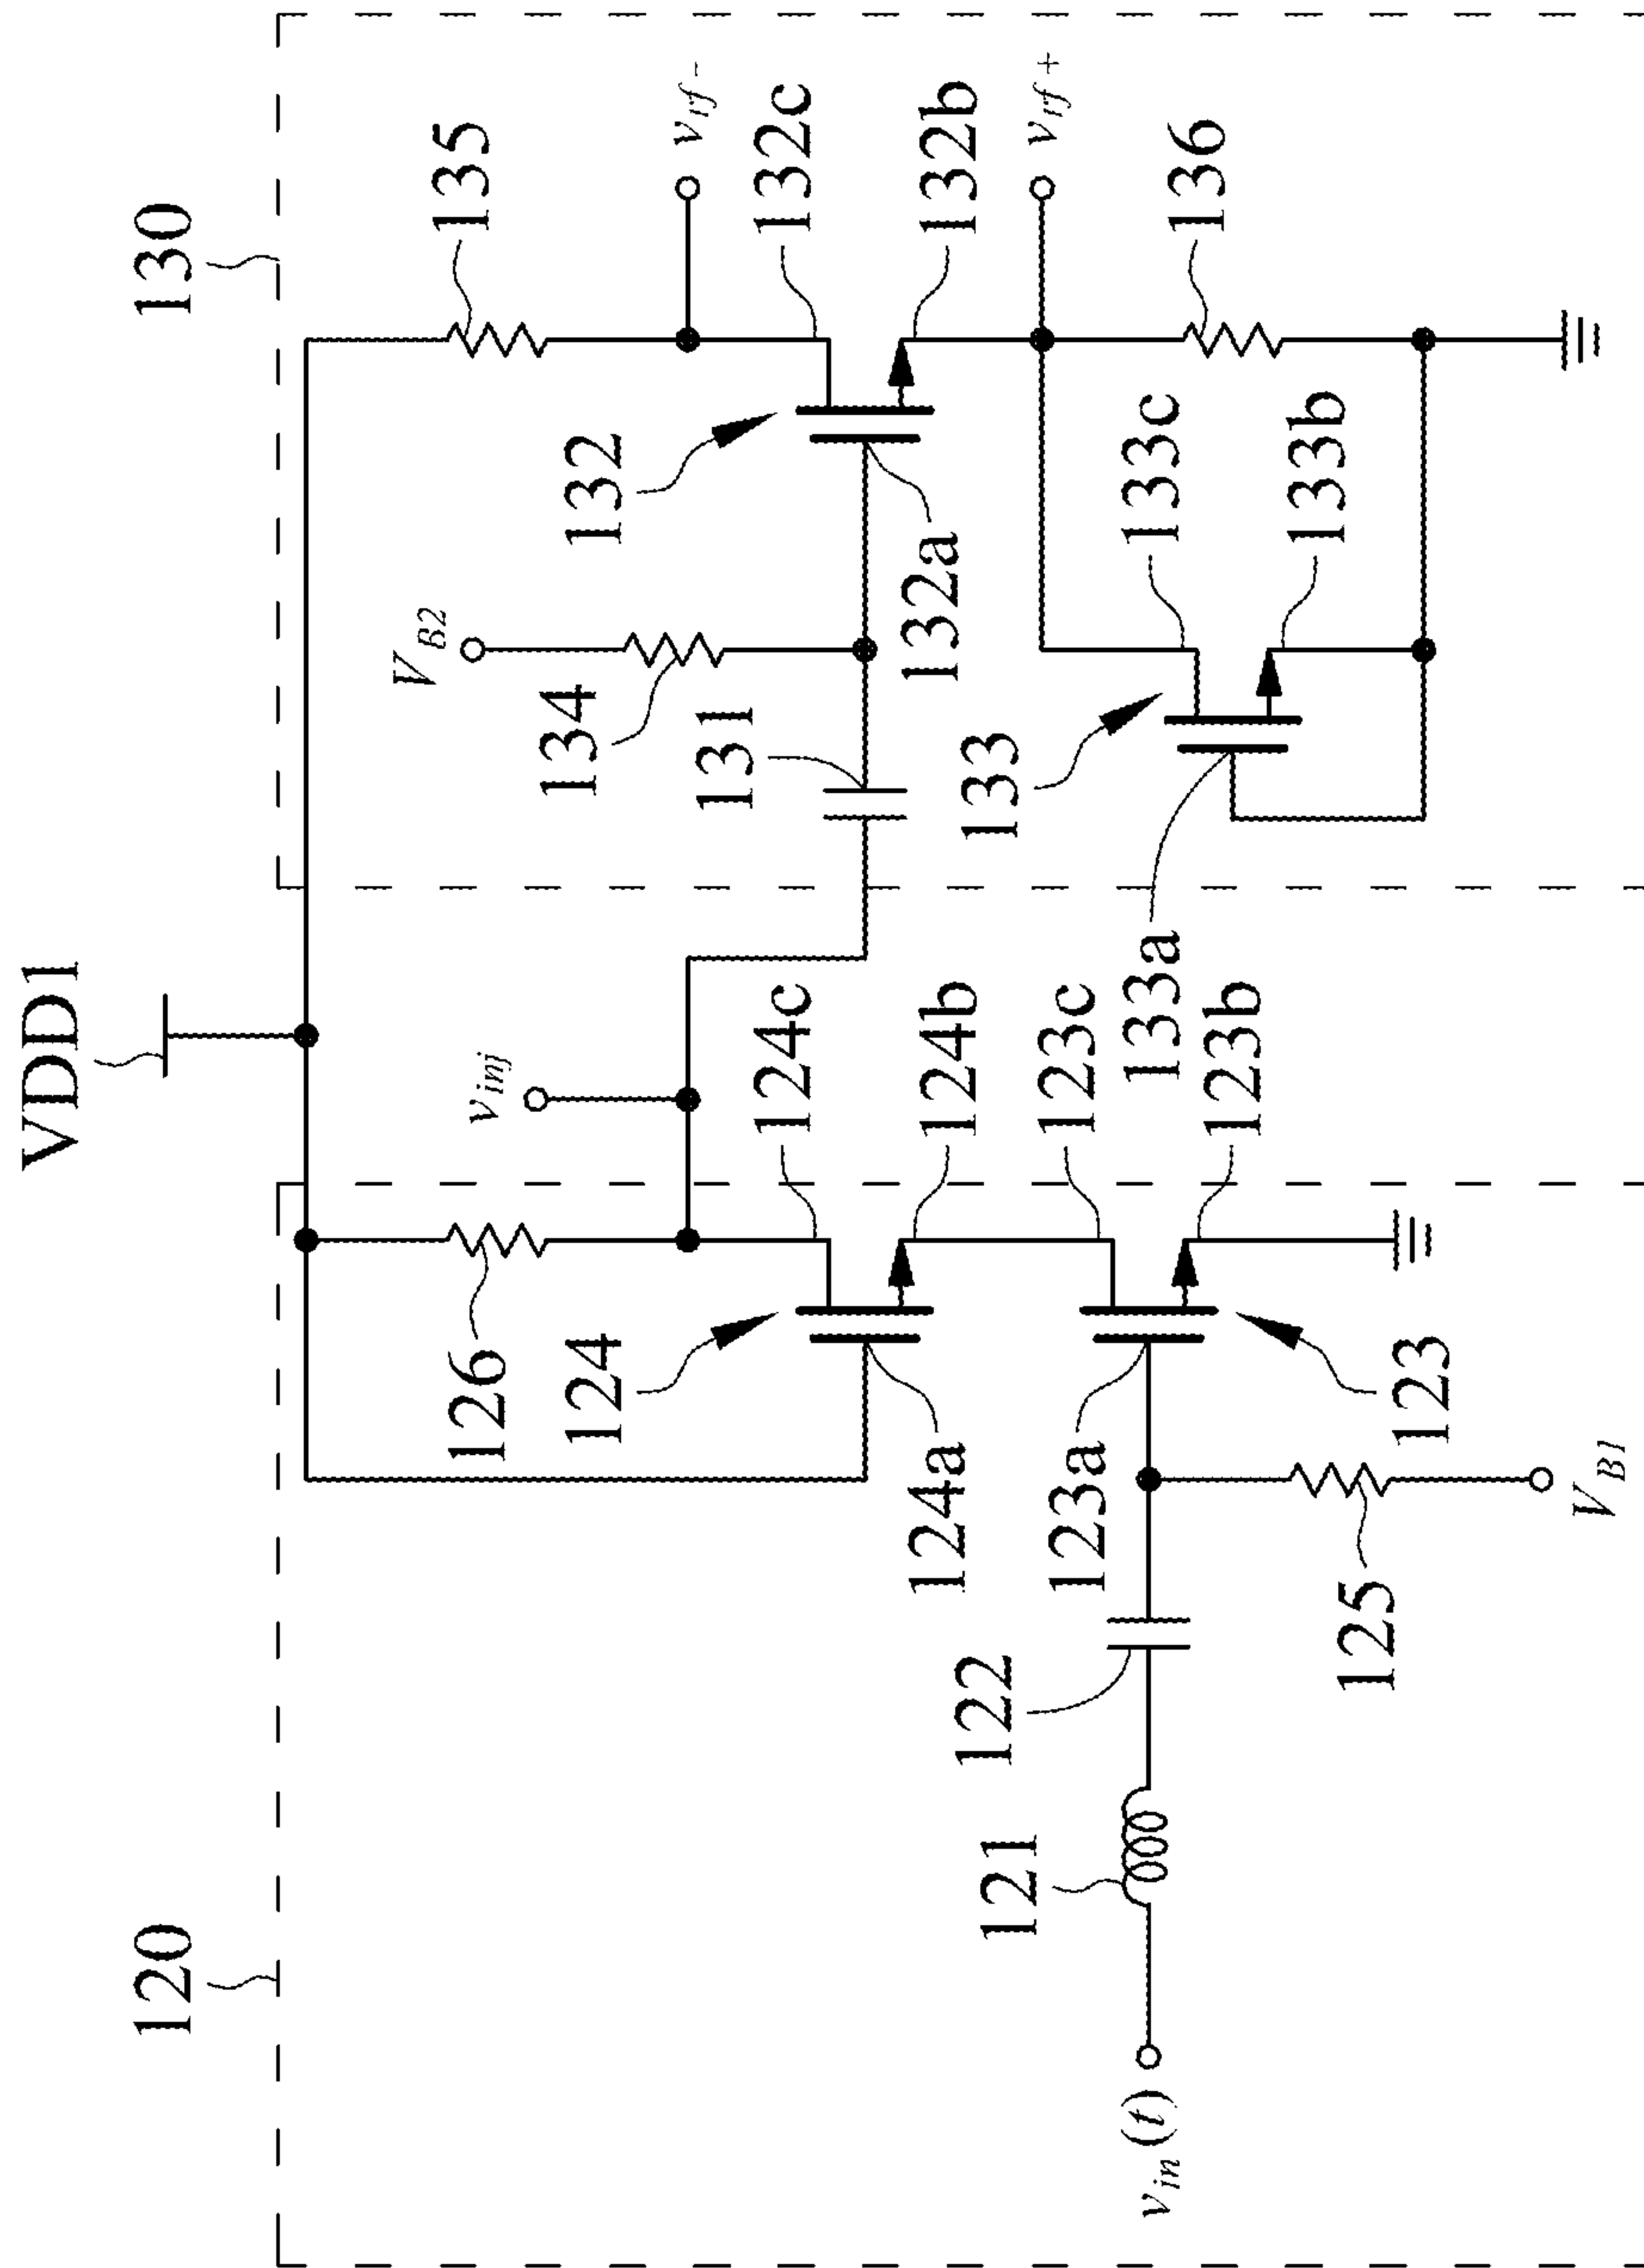 VDD1
120
130
126
v_inj
V_B2
135
v_rf-
124
124c
134
132
132c
131
124a
124b
132a
132b
v_rf+
121
122
123a
123c
133a
133
133c
136
v_in (t)
125
123
123b
133b
V_B1